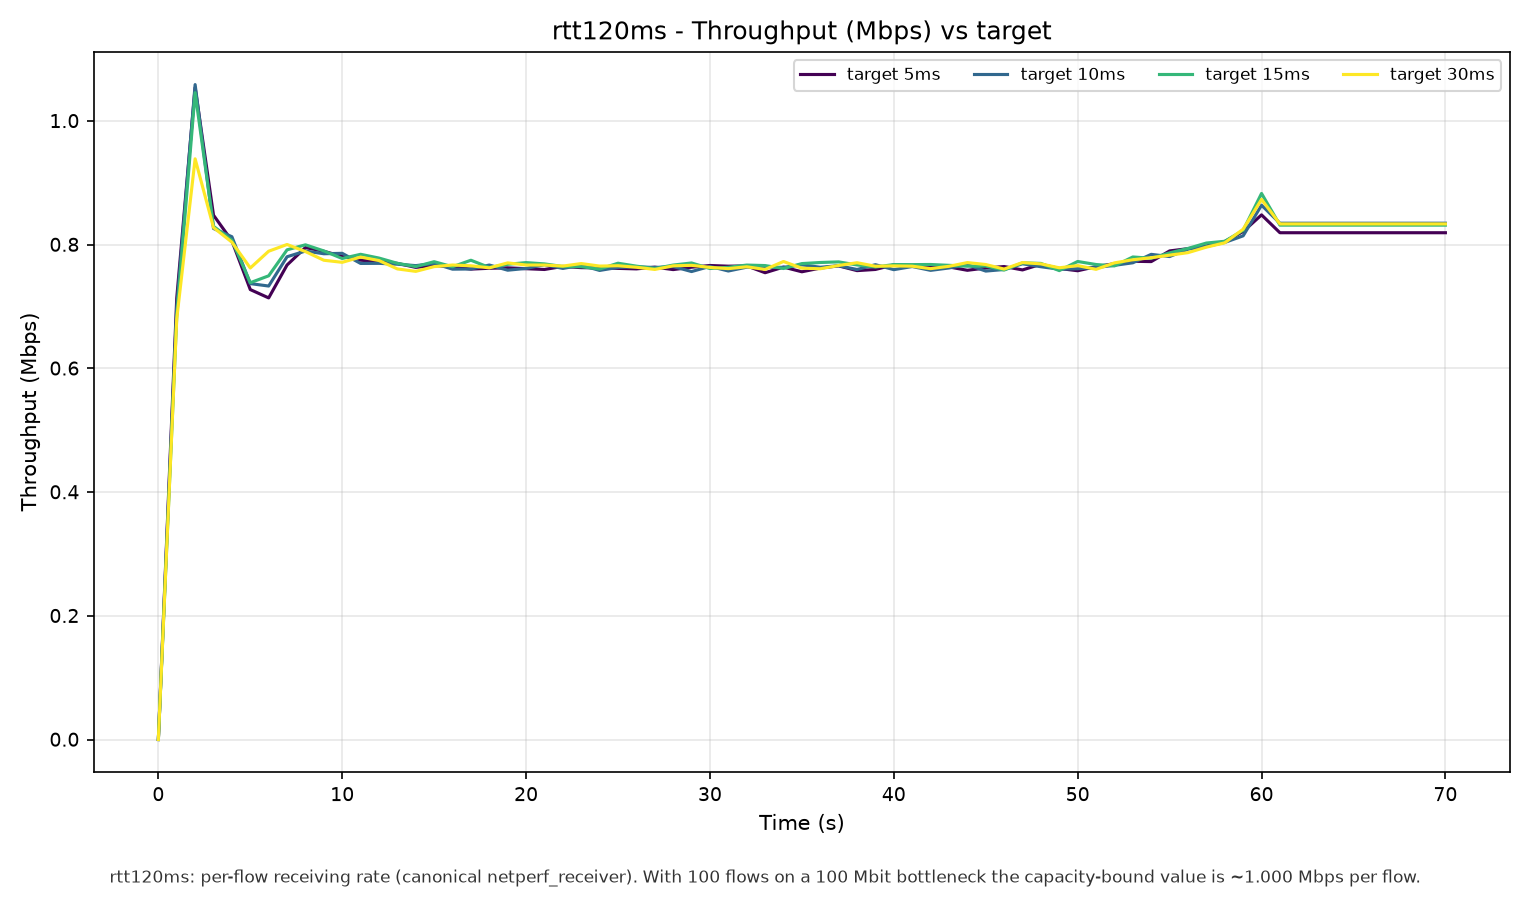 rtt120ms - Throughput (Mbps) vs target
target 5ms
target 10ms
target 15ms
target 30ms
Throughput (Mbps)
1.0
0.8
0.6
0.4
0.2
0.0
0
10
20
30
40
50
60
70
Time (s)
rtt120ms: per-flow receiving rate (canonical netperf_receiver). With 100 flows on a 100 Mbit bottleneck the capacity-bound value is ~1.000 Mbps per flow.